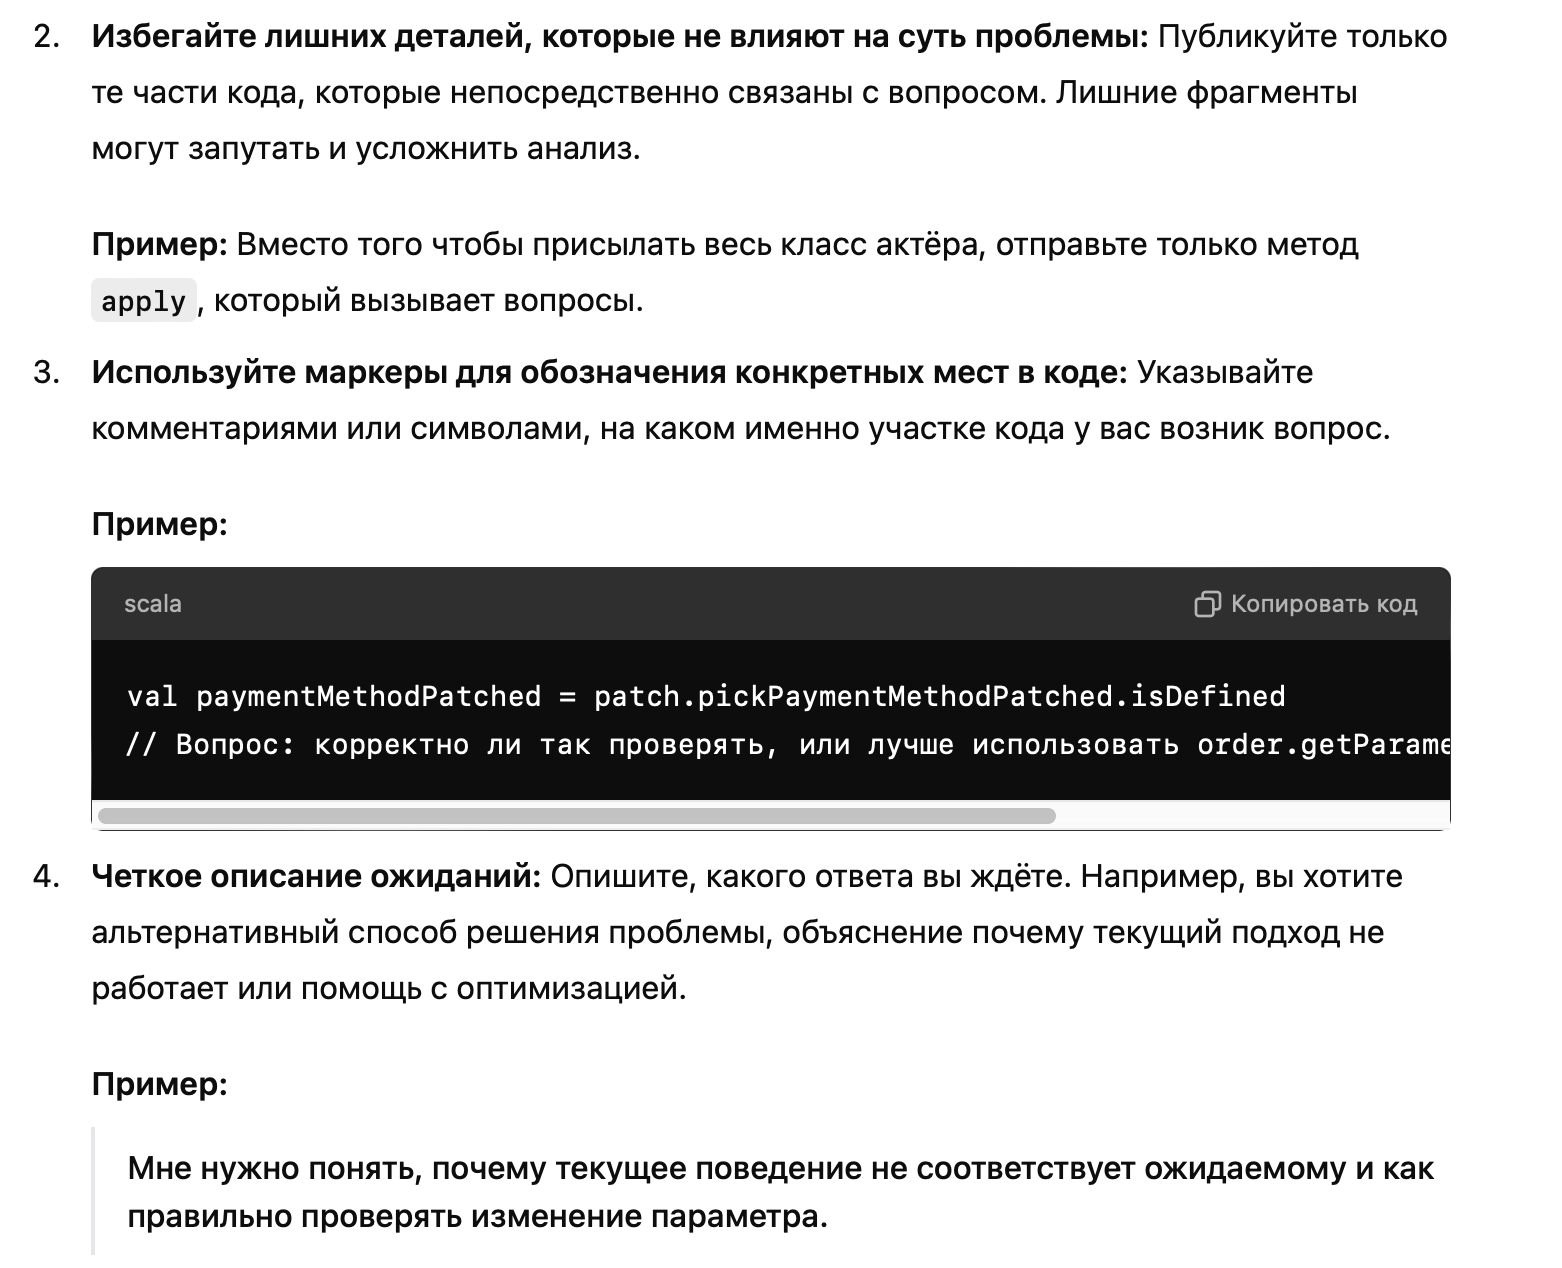 2. Избегайте лишних деталей, которые не влияют на суть проблемы: Публикуйте только
те части кода, которые непосредственно связаны с вопросом. Лишние фрагменты
могут запутать и усложнить анализ.
Пример: Вместо того чтобы присылать весь класс актёра, отправьте только метод
apply, который вызывает вопросы.
3. Используйте маркеры для обозначения конкретных мест в коде: Указывайте
комментариями или символами, на каком именно участке кода у вас возник вопрос.
Пример:
scala Копировать код
val paymentMethodPatched = patch.pickPaymentMethodPatched.isDefined
// Вопрос: корректно ли так проверять, или лучше использовать order.getParame
4. Четкое описание ожиданий: Опишите, какого ответа вы ждёте. Например, вы хотите
альтернативный способ решения проблемы, объяснение почему текущий подход не
работает или помощь с оптимизацией.
Пример:
Мне нужно понять, почему текущее поведение не соответствует ожидаемому и как
правильно проверять изменение параметра.